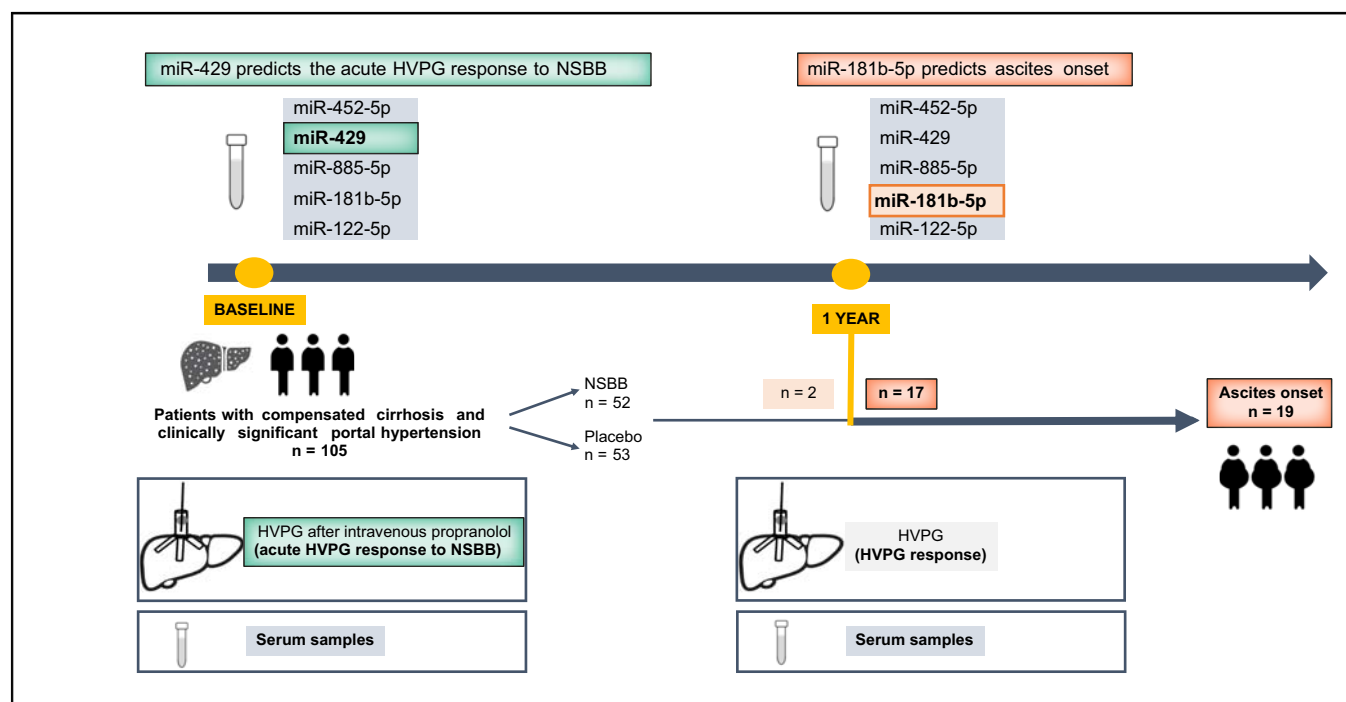 miR-429 predicts the acute HVPG response to NSBB
miR-452-5p
miR-429
miR-885-5p
miR-181b-5p
miR-122-5p
miR-181b-5p predicts ascites onset
miR-452-5p
miR-429
miR-885-5p
miR-181b-5p
miR-122-5p
BASELINE
1 YEAR
Patients with compensated cirrhosis and
clinically significant portal hypertension
n = 105
NSBB
n = 52
Placebo
n = 53
n = 2
n = 17
Ascites onset
n = 19
HVPG after intravenous propranolol
(acute HVPG response to NSBB)
HVPG
(HVPG response)
Serum samples
Serum samples